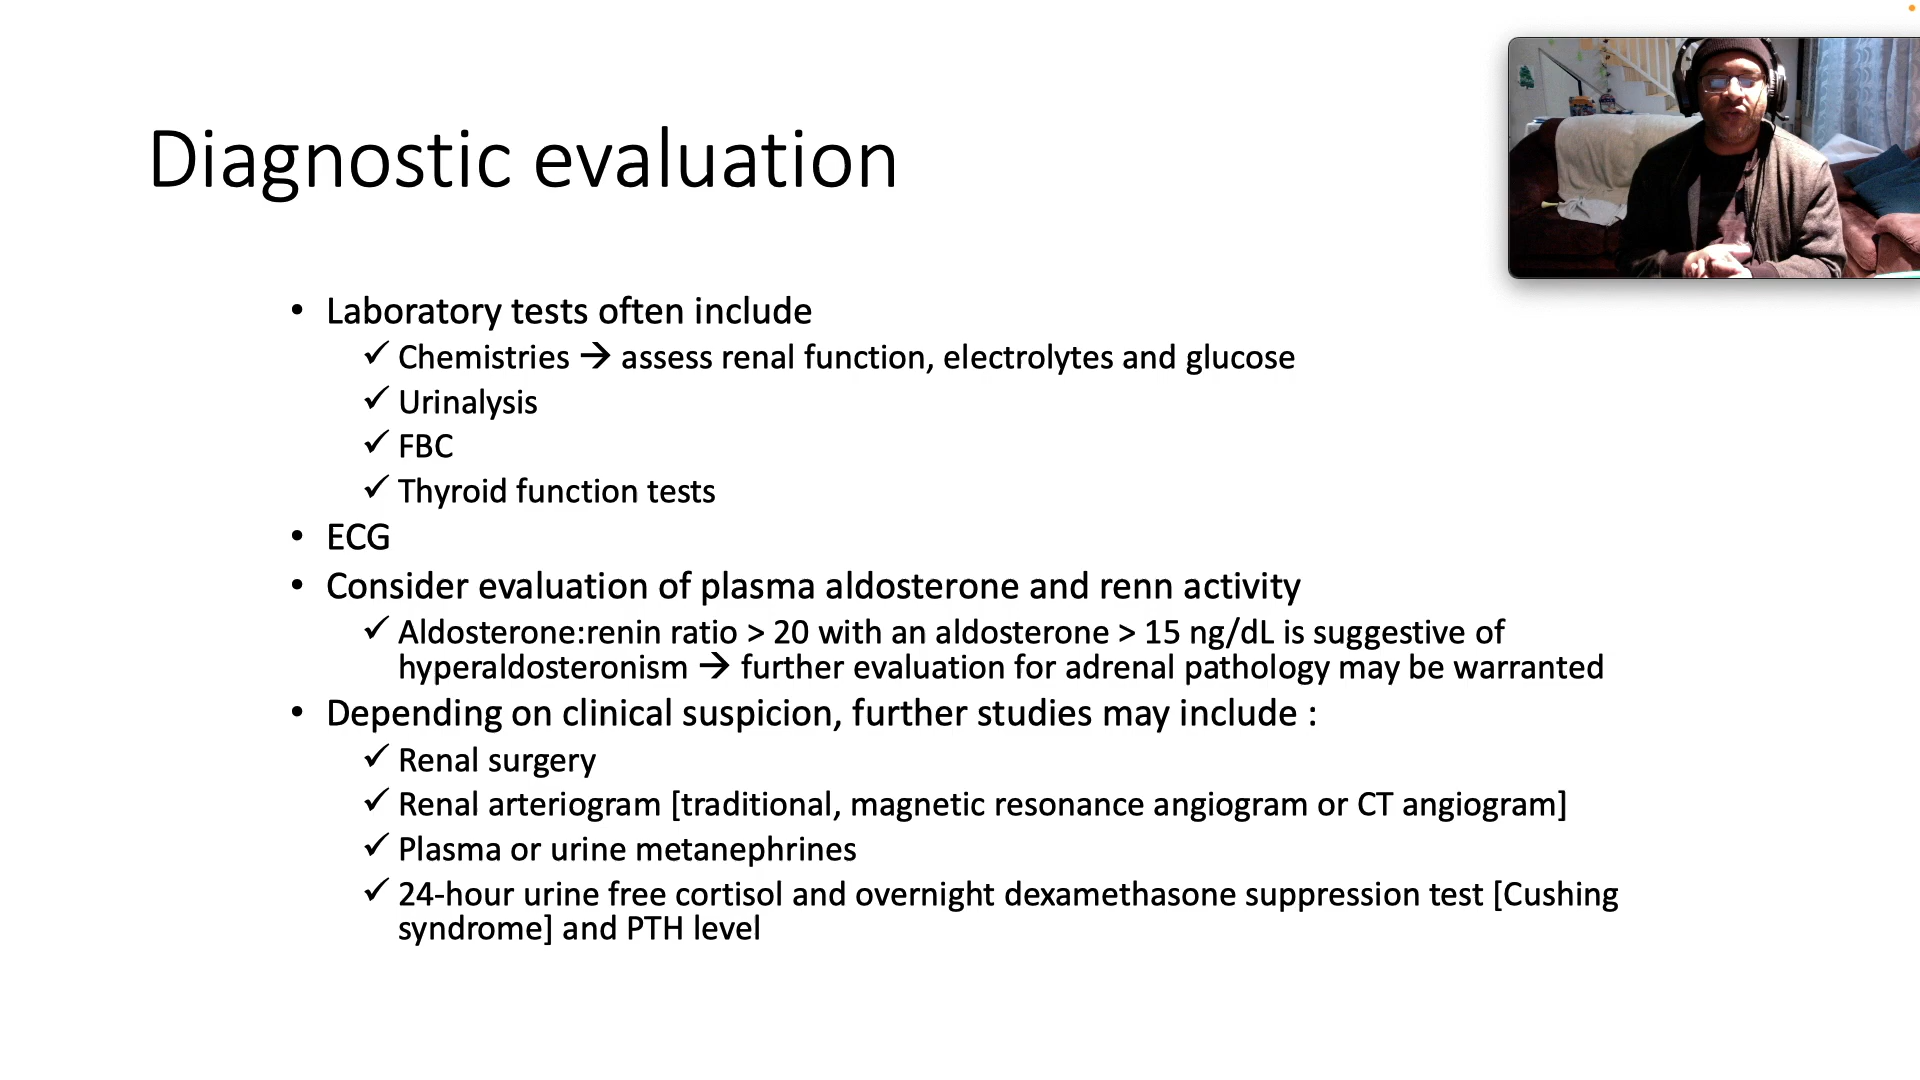 Diagnostic evaluation
• Laboratory tests often include
✓ Chemistries → assess renal function, electrolytes and glucose
✓ Urinalysis
✓ FBC
✓ Thyroid function tests
• ECG
• Consider evaluation of plasma aldosterone and renn activity
✓ Aldosterone:renin ratio > 20 with an aldosterone > 15 ng/dL is suggestive of
hyperaldosteronism → further evaluation for adrenal pathology may be warranted
• Depending on clinical suspicion, further studies may include :
✓ Renal surgery
✓ Renal arteriogram [traditional, magnetic resonance angiogram or CT angiogram]
✓ Plasma or urine metanephrines
✓ 24-hour urine free cortisol and overnight dexamethasone suppression test [Cushing
syndrome] and PTH level